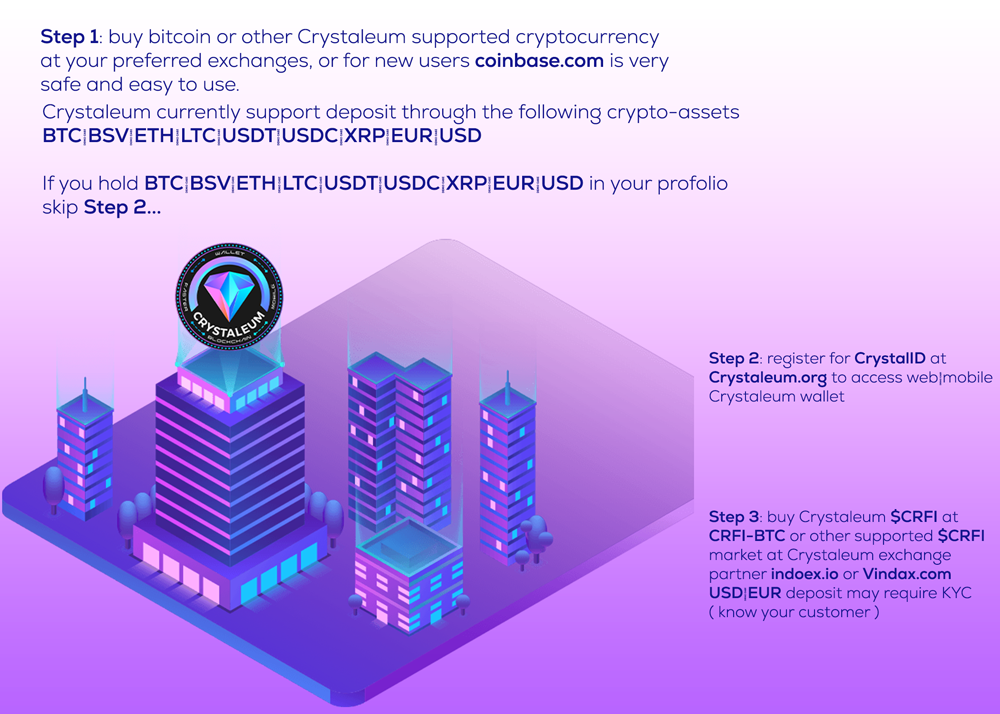 Step 1: buy bitcoin or other Crystaleum supported cryptocurrency
at your preferred exchanges, or for new users coinbase.com is very
safe and easy to use.
Crystaleum currently support deposit through the following crypto-assets
BTC¦BSV¦ETH¦LTC¦USDT¦USDC¦XRP¦EUR¦USD
If you hold BTC¦BSV¦ETH¦LTC¦USDT¦USDC¦XRP¦EUR¦USD in your profolio
skip Step 2...
WALLET
FASTER
MOBILE
CRYSTALEUM
BLOCKCHAIN
Step 2: register for CrystalID at
Crystaleum.org to access web¦mobile
Crystaleum wallet
Step 3: buy Crystaleum $CRFI at
CRFI-BTC or other supported $CRFI
market at Crystaleum exchange
partner indoex.io or Vindax.com
USD¦EUR deposit may require KYC
( know your customer )